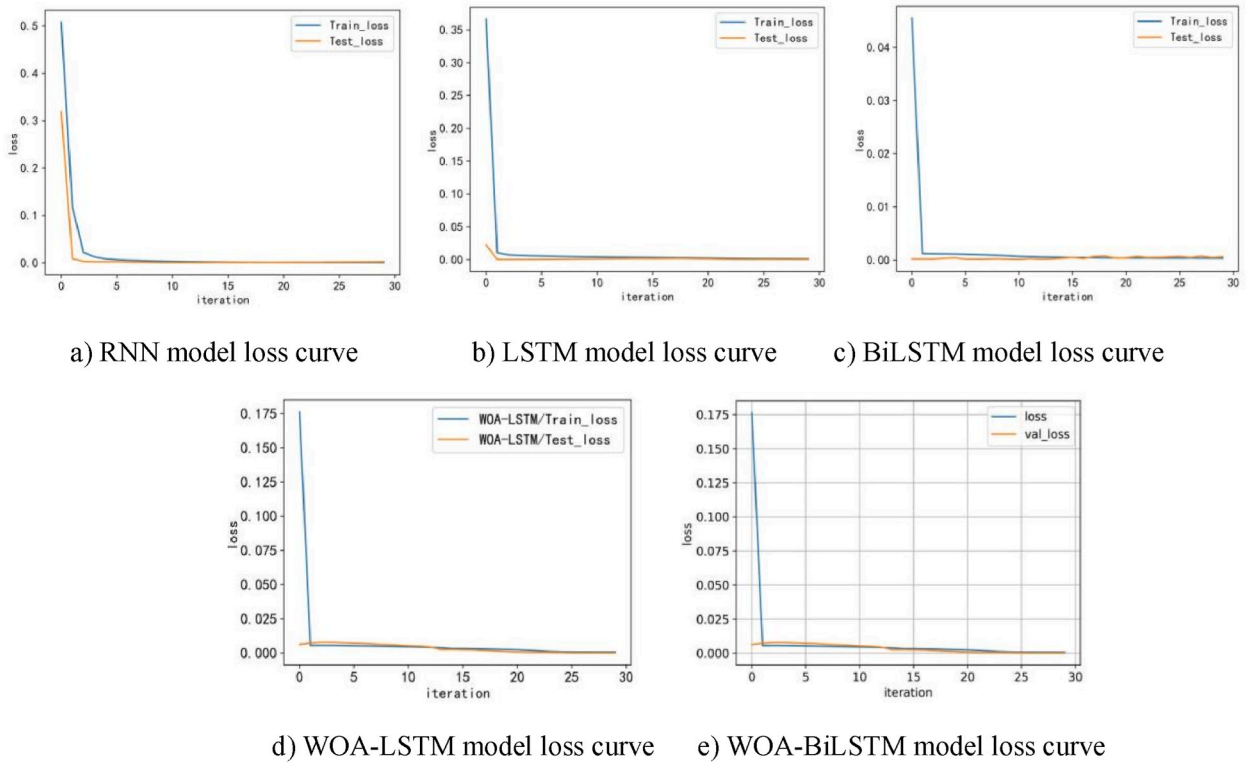 Train_loss
Test_loss
0.5
0.4
0.3
0.2
0.1
0.0
loss
0 5 10 15 20 25 30
iteration
a) RNN model loss curve
Train_loss
Test_loss
0.35
0.30
0.25
0.20
0.15
0.10
0.05
0.00
loss
0 5 10 15 20 25 30
iteration
b) LSTM model loss curve
Train_loss
Test_loss
0.04
0.03
0.02
0.01
0.00
loss
0 5 10 15 20 25 30
iteration
c) BiLSTM model loss curve
WOA-LSTM/Train_loss
WOA-LSTM/Test_loss
0.175
0.150
0.125
0.100
0.075
0.050
0.025
0.000
loss
0 5 10 15 20 25 30
iteration
d) WOA-LSTM model loss curve
loss
val_loss
0.175
0.150
0.125
0.100
0.075
0.050
0.025
0.000
loss
0 5 10 15 20 25 30
iteration
e) WOA-BiLSTM model loss curve